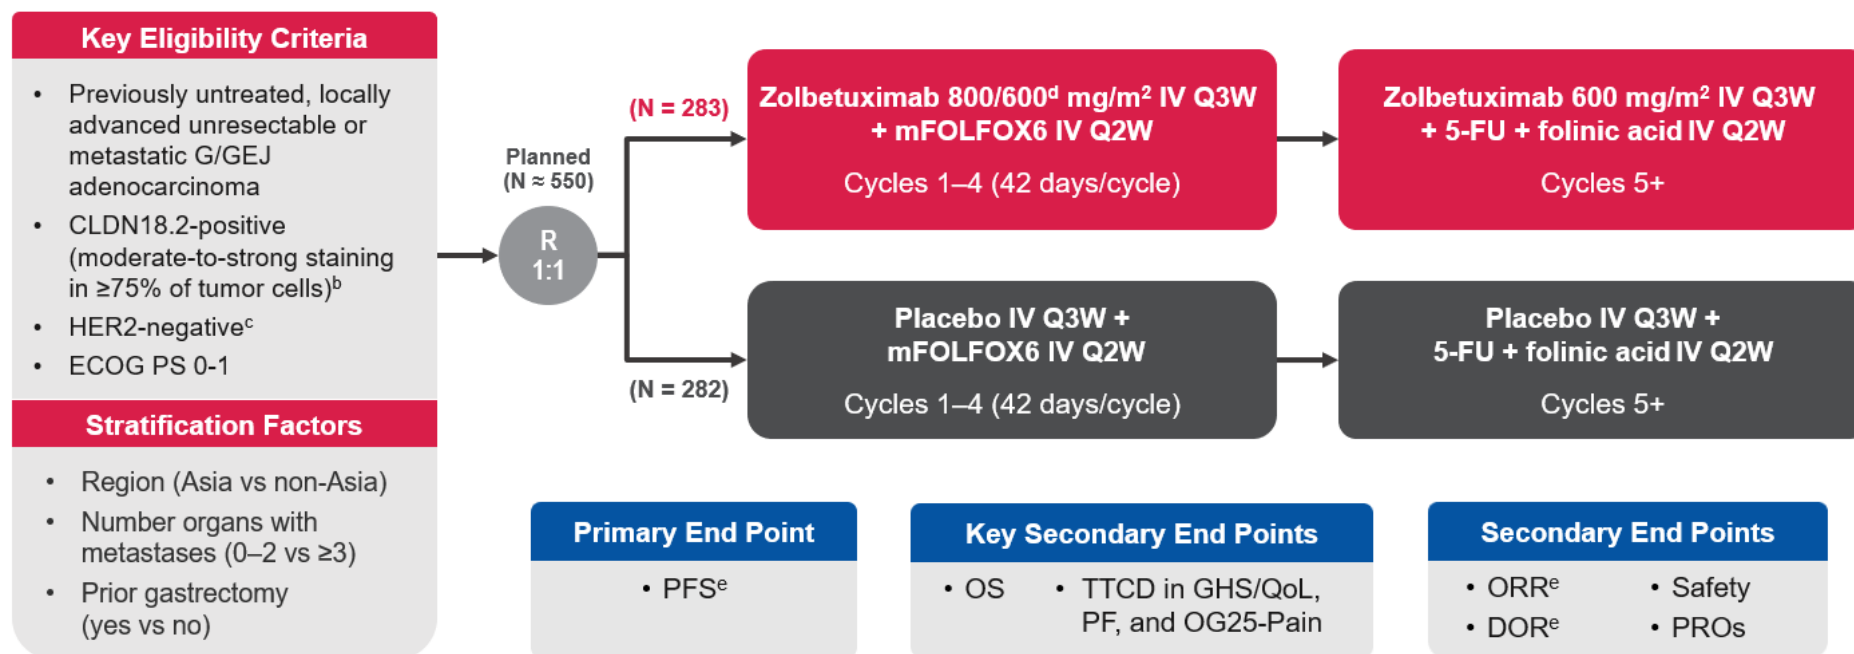 Key Eligibility Criteria
• Previously untreated, locally
advanced unresectable or
metastatic G/GEJ
adenocarcinoma
• CLDN18.2-positive
(moderate-to-strong staining
in ≥75% of tumor cells)ᵇ
• HER2-negativeᶜ
• ECOG PS 0-1
Stratification Factors
• Region (Asia vs non-Asia)
• Number organs with
metastases (0–2 vs ≥3)
• Prior gastrectomy
(yes vs no)
Planned
(N ≈ 550)
R
1:1
(N = 283)
Zolbetuximab 800/600ᵈ mg/m² IV Q3W
+ mFOLFOX6 IV Q2W
Cycles 1–4 (42 days/cycle)
Zolbetuximab 600 mg/m² IV Q3W
+ 5-FU + folinic acid IV Q2W
Cycles 5+
(N = 282)
Placebo IV Q3W +
mFOLFOX6 IV Q2W
Cycles 1–4 (42 days/cycle)
Placebo IV Q3W +
5-FU + folinic acid IV Q2W
Cycles 5+
Primary End Point
• PFSᵉ
Key Secondary End Points
• OS
• TTCD in GHS/QoL,
PF, and OG25-Pain
Secondary End Points
• ORRᵉ
• DORᵉ
• Safety
• PROs